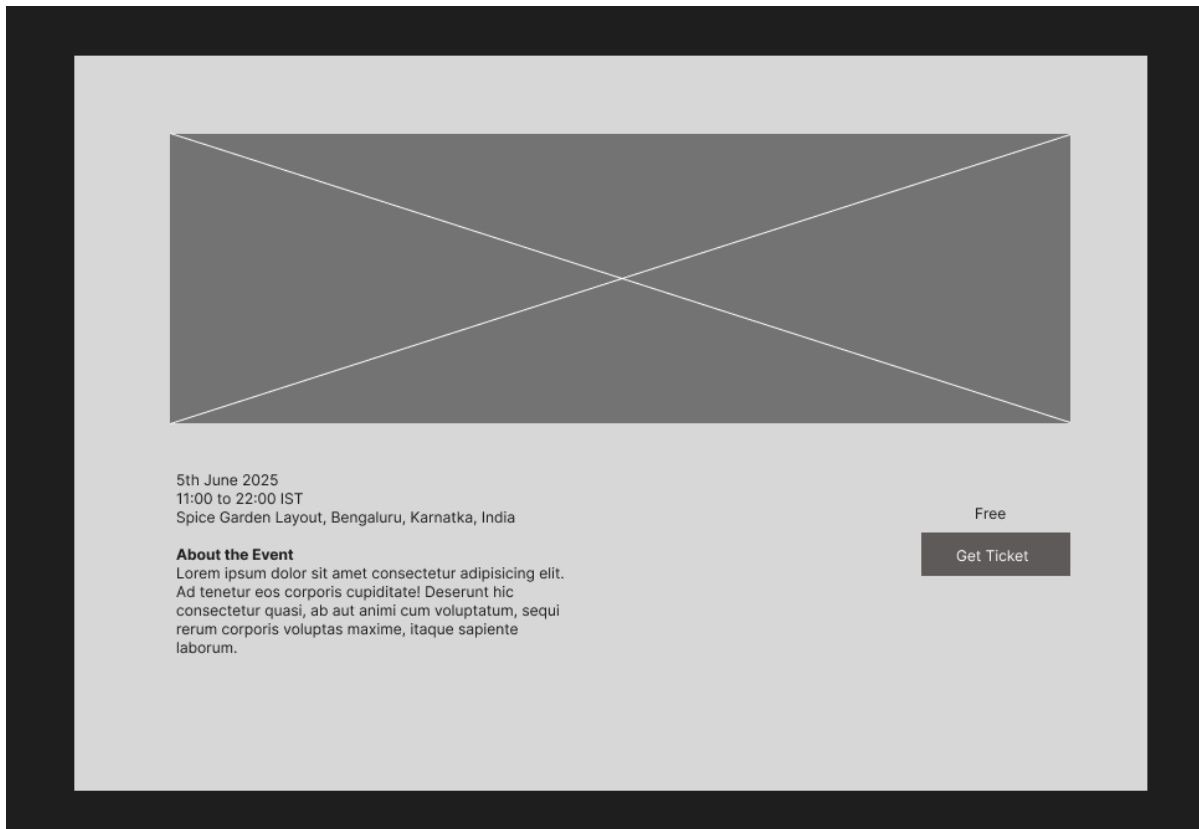 5th June 2025
11:00 to 22:00 IST
Spice Garden Layout, Bengaluru, Karnatka, India
About the Event
Lorem ipsum dolor sit amet consectetur adipisicing elit.
Ad tenetur eos corporis cupiditate! Deserunt hic
consectetur quasi, ab aut animi cum voluptatum, sequi
rerum corporis voluptas maxime, itaque sapiente
laborum.
Free
Get Ticket